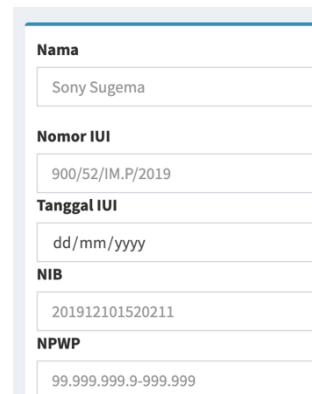 Nama
Sony Sugema
Nomor IUI
900/52/IM.P/2019
Tanggal IUI
dd/mm/yyyy
NIB
201912101520211
NPWP
99.999.999.9-999.999